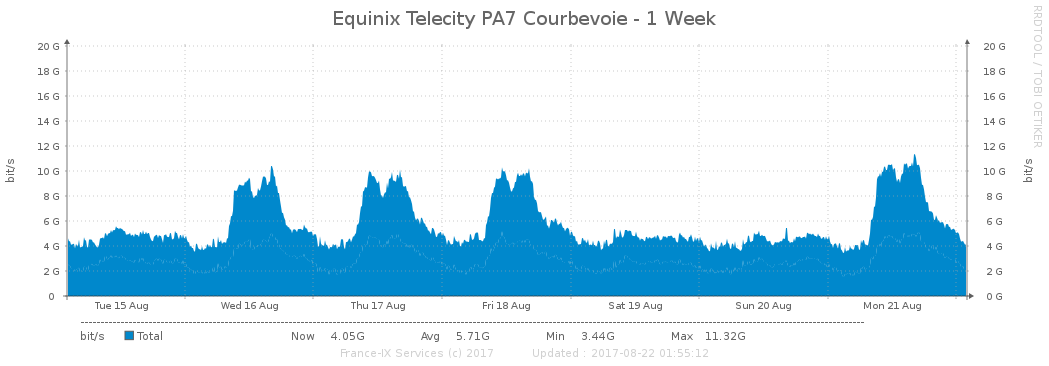 Equinix Telecity PA7 Courbevoie - 1 Week
RRDTOOL / TOBI OETIKER
20 G 20 G
18 G 18 G
16 G 16 G
14 G 14 G
12 G 12 G
10 G 10 G
8 G 8 G
6 G 6 G
4 G 4 G
2 G 2 G
0 0 G
bit/s
bit/s
Tue 15 Aug Wed 16 Aug Thu 17 Aug Fri 18 Aug Sat 19 Aug Sun 20 Aug Mon 21 Aug
bit/s Total Now 4.05G Avg 5.71G Min 3.44G Max 11.32G
France-IX Services (c) 2017 Updated : 2017-08-22 01:55:12